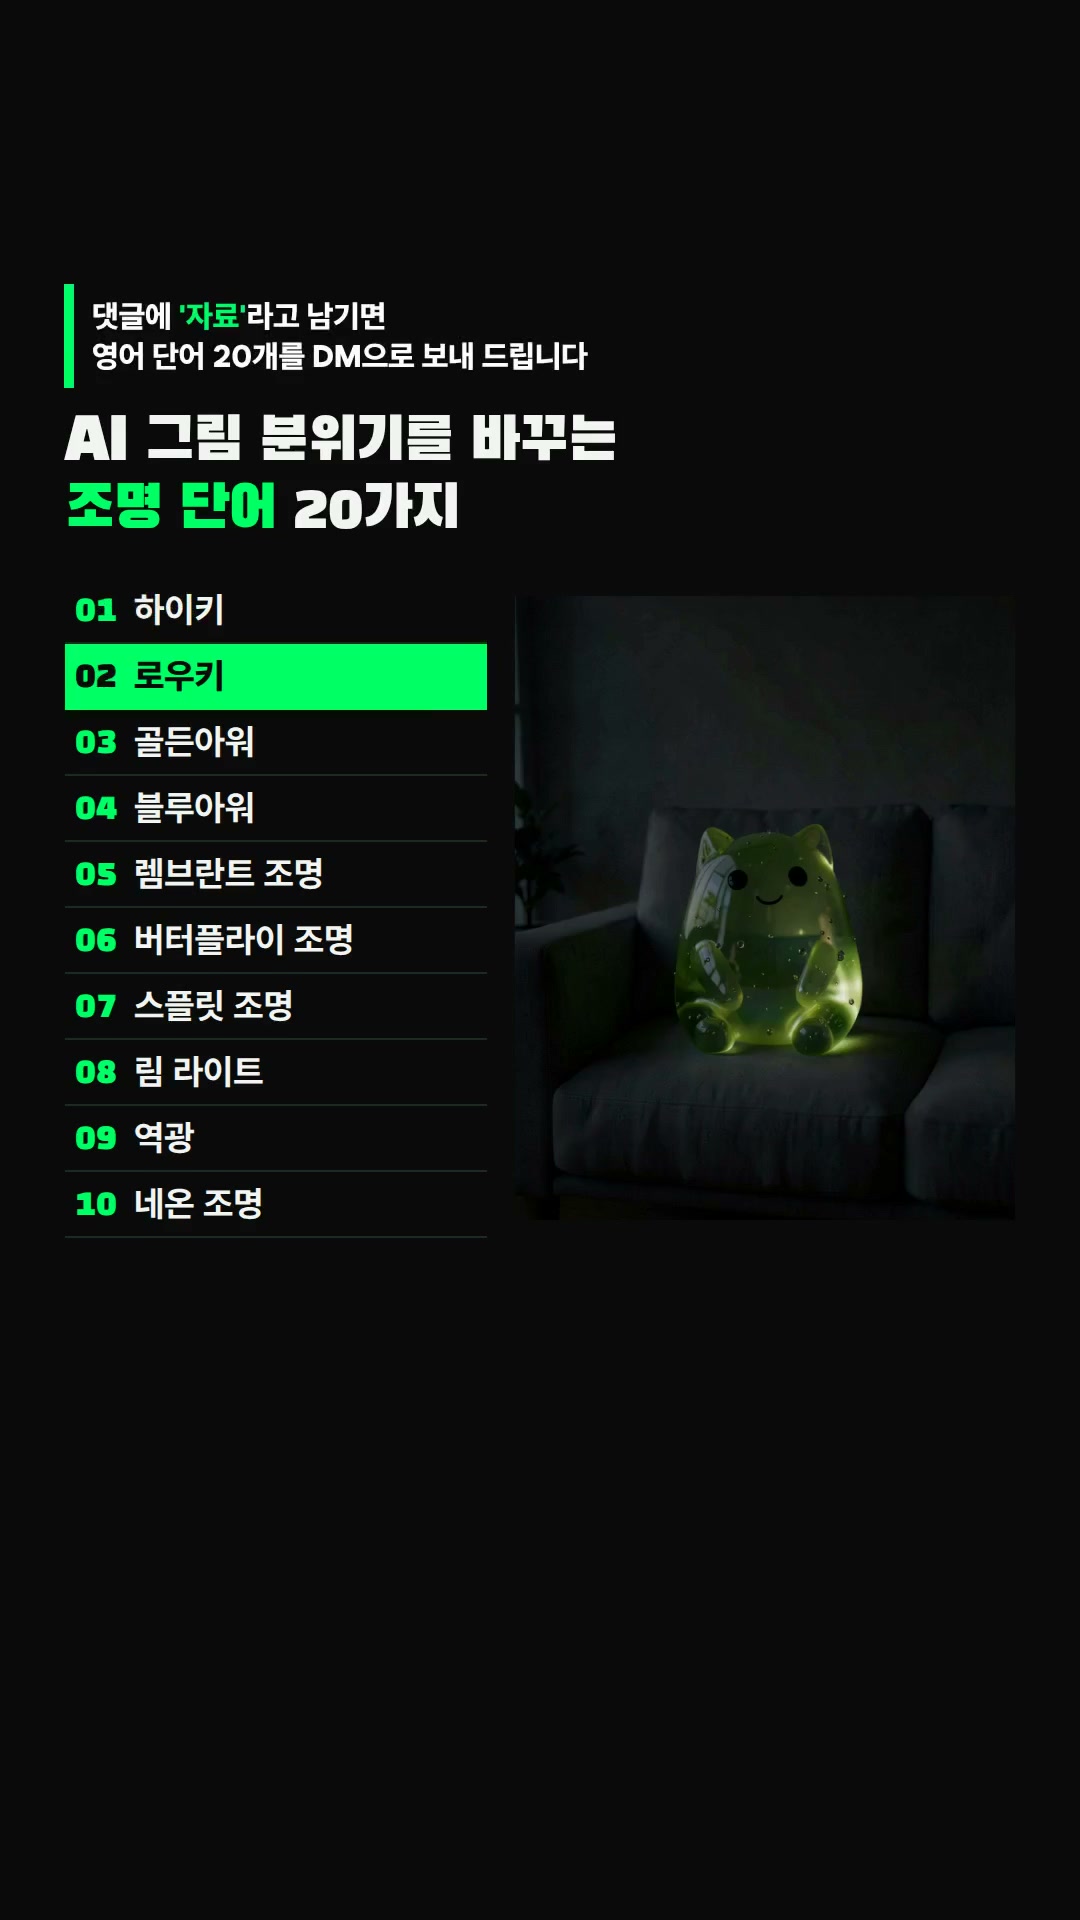 댓글에 '자료'라고 남기면
영어 단어 20개를 DM으로 보내 드립니다
AI 그림 분위기를 바꾸는
조명 단어 20가지
01 하이키
02 로우키
03 골든아워
04 블루아워
05 렘브란트 조명
06 버터플라이 조명
07 스플릿 조명
08 림 라이트
09 역광
10 네온 조명